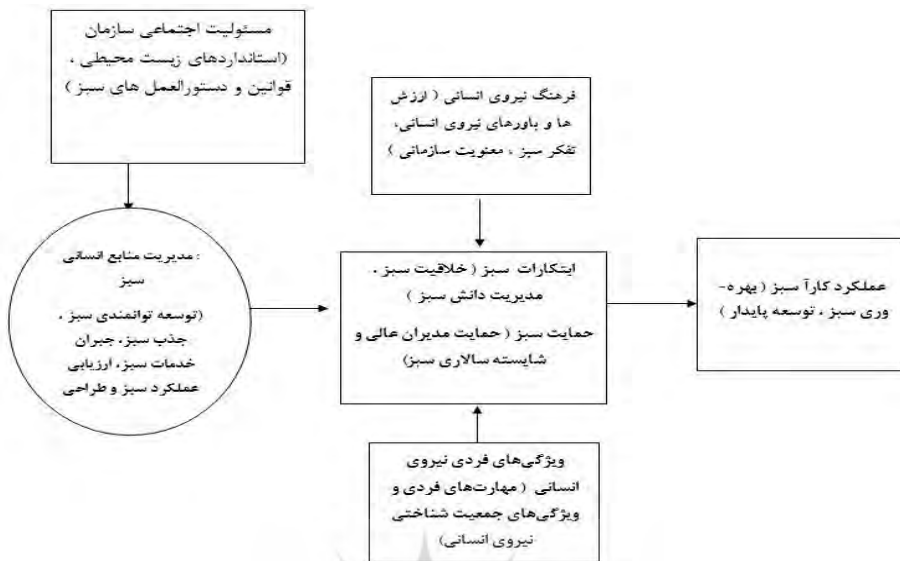 مسئولیت اجتماعی سازمان
(استانداردهای زیست محیطی ،
قوانین و دستورالعمل های سبز )
فرهنگ نیروی انسانی ( ارزش
ها و باورهای نیروی انسانی،
تفکر سبز ، معنویت سازمانی )
مدیریت منابع انسانی :
سبز
(توسعه توانمندی سبز ،
جذب سبز، جبران
خدمات سبز، ارزیابی
عملکرد سبز و طراحی
ابتکارات سبز ( خلاقیت سبز ،
مدیریت دانش سبز )
حمایت سبز ( حمایت مدیران عالی و
شایسته سالاری سبز)
عملکرد کارآ سبز ( بهره-
وری سبز ، توسعه پایدار )
ویژگی‌های فردی نیروی
انسانی ( مهارت‌های فردی و
ویژگی‌های جمعیت شناختی
نیروی انسانی)